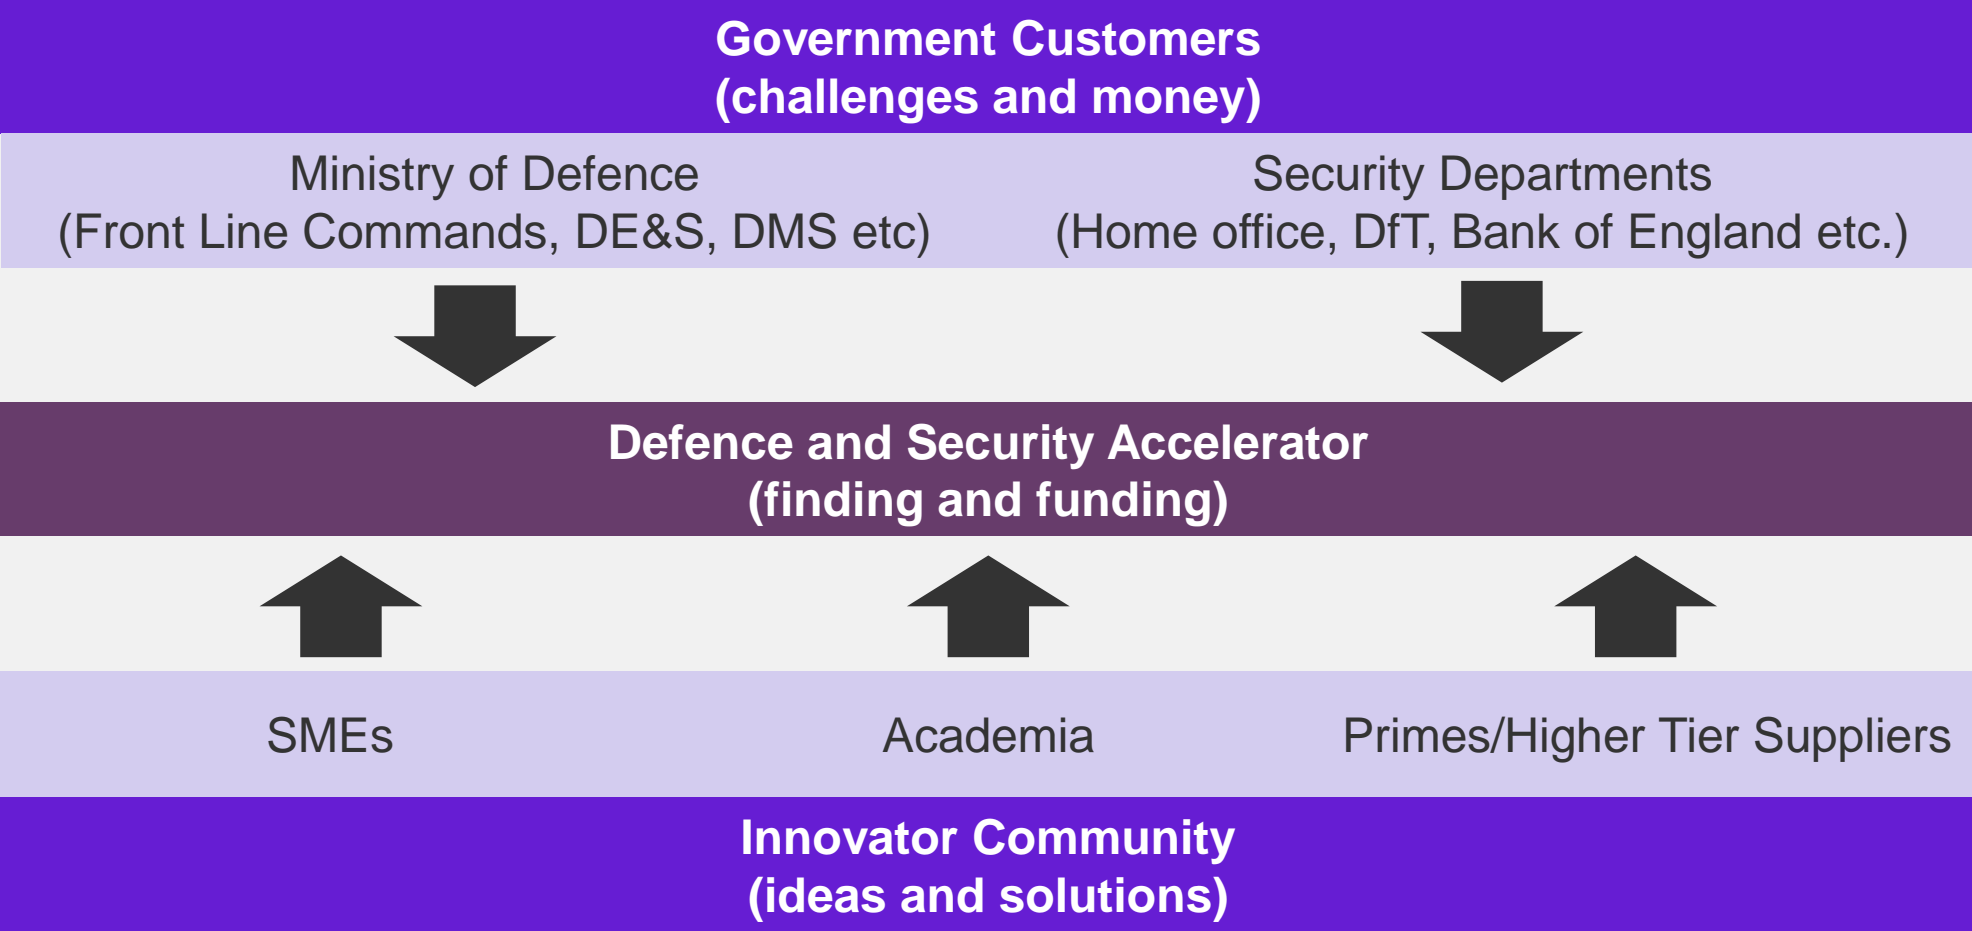 Government Customers
(challenges and money)
Ministry of Defence
(Front Line Commands, DE&S, DMS etc)
Security Departments
(Home office, DfT, Bank of England etc.)
Defence and Security Accelerator
(finding and funding)
SMEs
Academia
Primes/Higher Tier Suppliers
Innovator Community
(ideas and solutions)